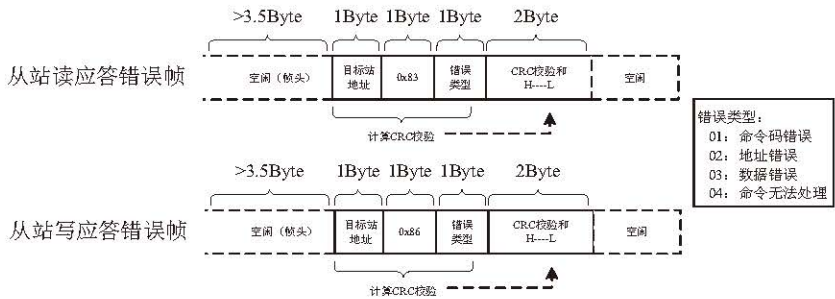 >3.5Byte 1Byte 1Byte 1Byte 2Byte
从站读应答错误帧 空闲（帧头） 目标站地址 0x83 错误类型 CRC校验和 H----L 空闲
计算CRC校验
错误类型：
01：命令码错误
02：地址错误
03：数据错误
04：命令无法处理
>3.5Byte 1Byte 1Byte 1Byte 2Byte
从站写应答错误帧 空闲（帧头） 目标站地址 0x86 错误类型 CRC校验和 H----L 空闲
计算CRC校验